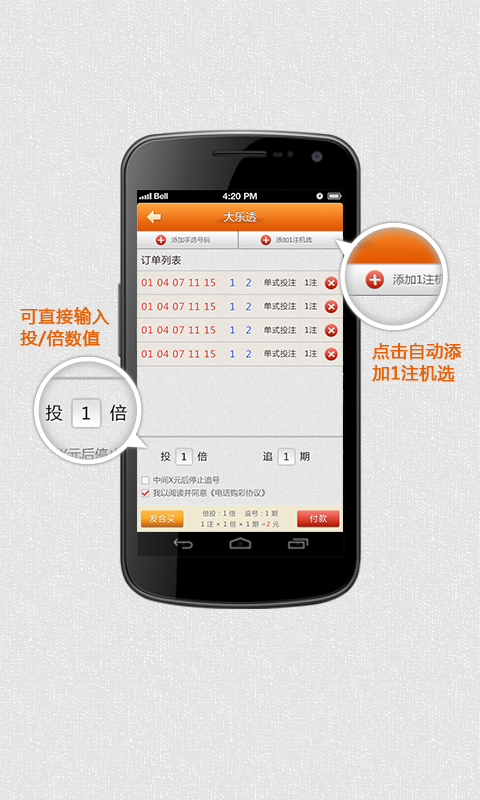 Bell 4:20 PM
大乐透
添加手选号码 添加1注机选
订单列表
01 04 07 11 15 1 2 单式投注 1注
01 04 07 11 15 1 2 单式投注 1注
01 04 07 11 15 1 2 单式投注 1注
01 04 07 11 15 1 2 单式投注 1注
添加1注机
点击自动添
加1注机选
可直接输入
投/倍数值
投 1 倍
元后停止
投 1 倍 追 1 期
中间X元后停止追号
我以阅读并同意《电话购彩协议》
发合买
倍投：1 倍 追号：1 期
1 注 × 1 倍 × 1 期 =2 元
付款